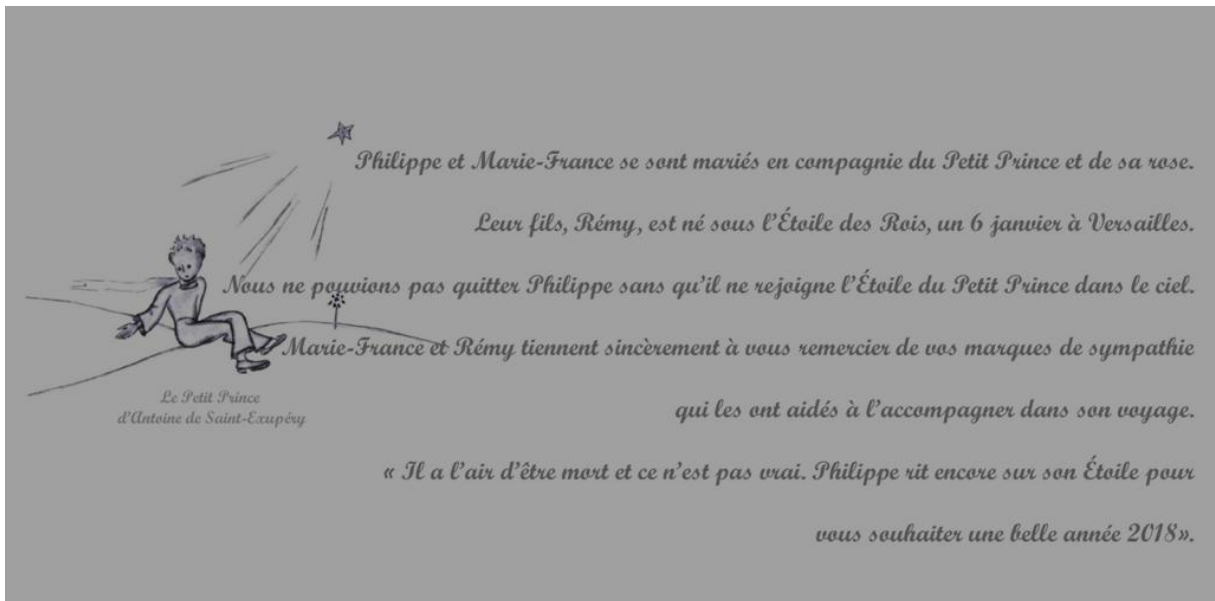 Philippe et Marie-France se sont mariés en compagnie du Petit Prince et de sa rose.
Leur fils, Rémy, est né sous l'Étoile des Rois, un 6 janvier à Versailles.
Nous ne pouvions pas quitter Philippe sans qu'il ne rejoigne l'Étoile du Petit Prince dans le ciel.
Marie-France et Rémy tiennent sincèrement à vous remercier de vos marques de sympathie
qui les ont aidés à l'accompagner dans son voyage.
« Il a l'air d'être mort et ce n'est pas vrai. Philippe rit encore sur son Étoile pour
vous souhaiter une belle année 2018».
Le Petit Prince
d'Antoine de Saint-Exupéry